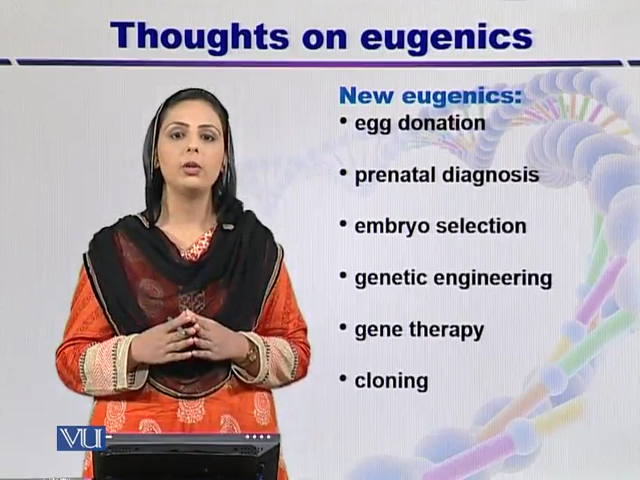 Thoughts on eugenics
New eugenics:
• egg donation
• prenatal diagnosis
• embryo selection
• genetic engineering
• gene therapy
• cloning
VU